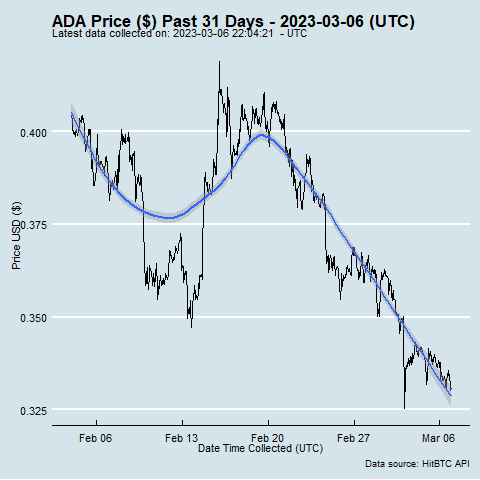 ADA Price ($) Past 31 Days - 2023-03-06 (UTC)
Latest data collected on: 2023-03-06 22:04:21  - UTC
0.400
0.375
0.350
0.325
Price USD ($)
Feb 06
Feb 13
Feb 20
Feb 27
Mar 06
Date Time Collected (UTC)
Data source: HitBTC API